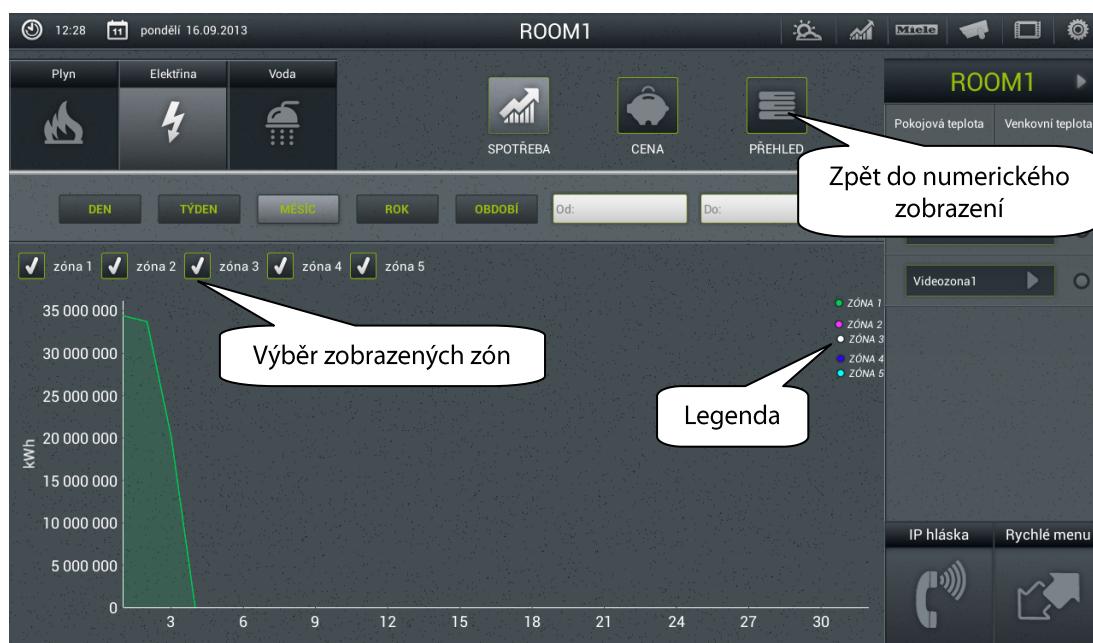 12:28 11 pondělí 16.09.2013
ROOM1
Miele
Plyn
Elektřina
Voda
SPOTŘEBA
CENA
PŘEHLED
ROOM1
Pokojová teplota
Venkovní teplota
Zpět do numerického
zobrazení
DEN
TÝDEN
MĚSÍC
ROK
OBDOBÍ
Od:
Do:
zóna 1
zóna 2
zóna 3
zóna 4
zóna 5
Videozona1
35 000 000
30 000 000
25 000 000
20 000 000
15 000 000
10 000 000
5 000 000
0
kWh
ZÓNA 1
ZÓNA 2
ZÓNA 3
ZÓNA 4
ZÓNA 5
Výběr zobrazených zón
Legenda
3 6 9 12 15 18 21 24 27 30
IP hláska
Rychlé menu